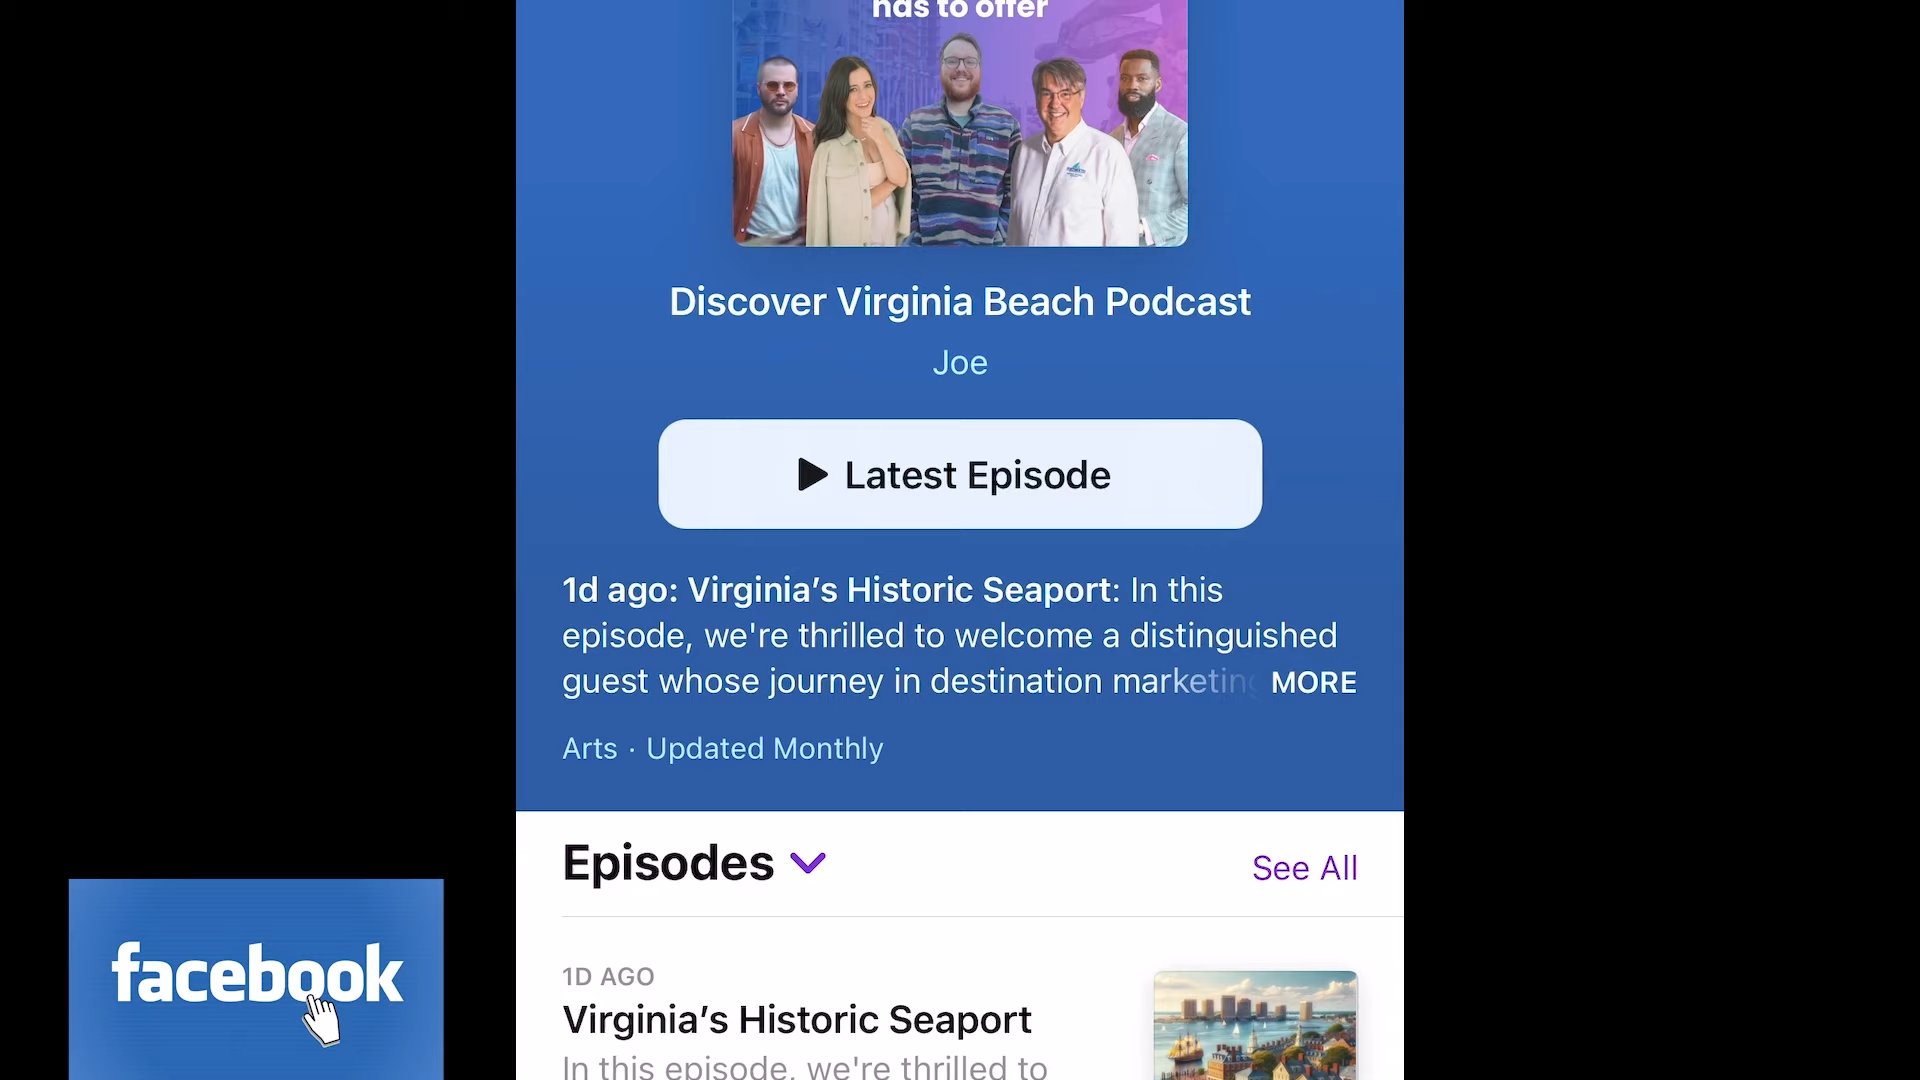 has to offer
Discover Virginia Beach Podcast
Joe
Latest Episode
1d ago: Virginia’s Historic Seaport: In this
episode, we're thrilled to welcome a distinguished
guest whose journey in destination marketing MORE
Arts · Updated Monthly
Episodes
See All
1D AGO
Virginia’s Historic Seaport
In this episode, we're thrilled to
facebook